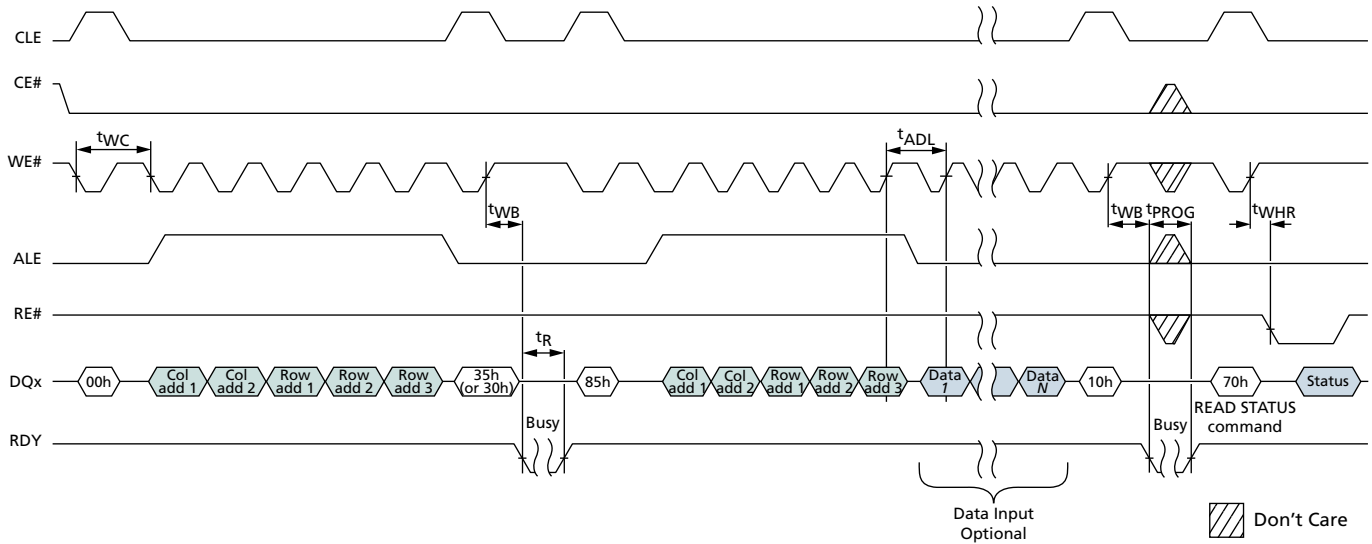 CLE
CE#
tWC
tADL
WE#
tWB
tWB
tPROG
tWHR
ALE
RE#
tR
DQx
00h
Col add 1
Col add 2
Row add 1
Row add 2
Row add 3
35h (or 30h)
85h
Col add 1
Col add 2
Row add 1
Row add 2
Row add 3
Data 1
Data N
10h
70h
Status
READ STATUS
command
RDY
Busy
Busy
Data Input
Optional
Don't Care